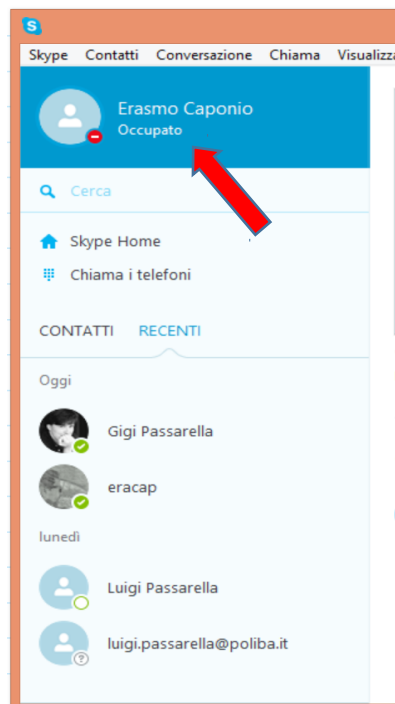 Skype Contatti Conversazione Chiama Visualizza
Erasmo Caponio
Occupato
Cerca
Skype Home
Chiama i telefoni
CONTATTI RECENTI
Oggi
Gigi Passarella
eracap
lunedì
Luigi Passarella
luigi.passarella@poliba.it